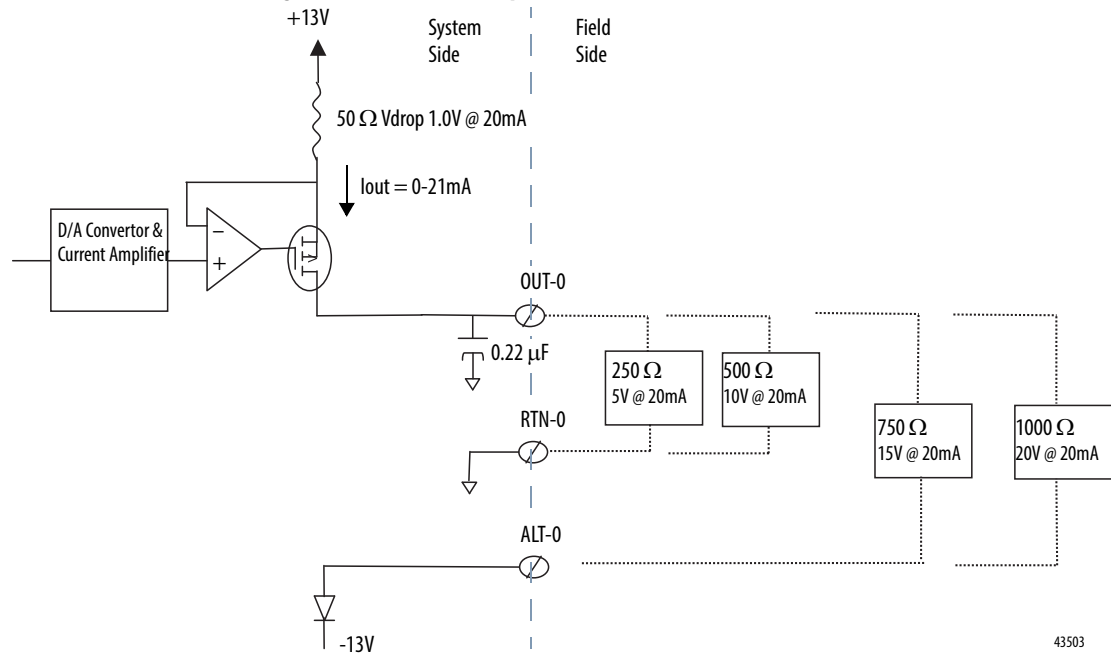 +13V
System
Side
Field
Side
50 Ω Vdrop 1.0V @ 20mA
Iout = 0-21mA
D/A Convertor &
Current Amplifier
−
+
OUT-0
0.22 μF
250 Ω
5V @ 20mA
500 Ω
10V @ 20mA
RTN-0
750 Ω
15V @ 20mA
1000 Ω
20V @ 20mA
ALT-0
-13V
43503